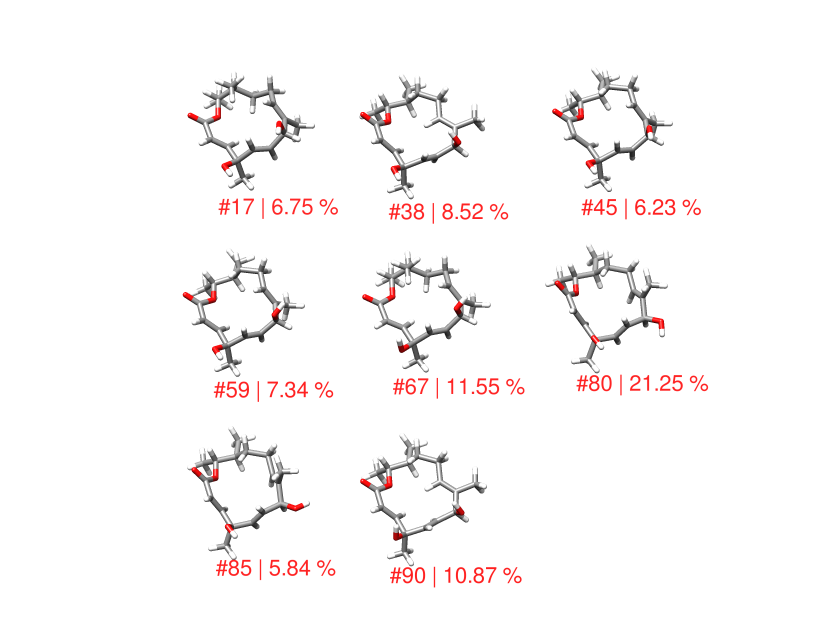 #17 | 6.75 %
#38 | 8.52 %
#45 | 6.23 %
#59 | 7.34 %
#67 | 11.55 %
#80 | 21.25 %
#85 | 5.84 %
#90 | 10.87 %